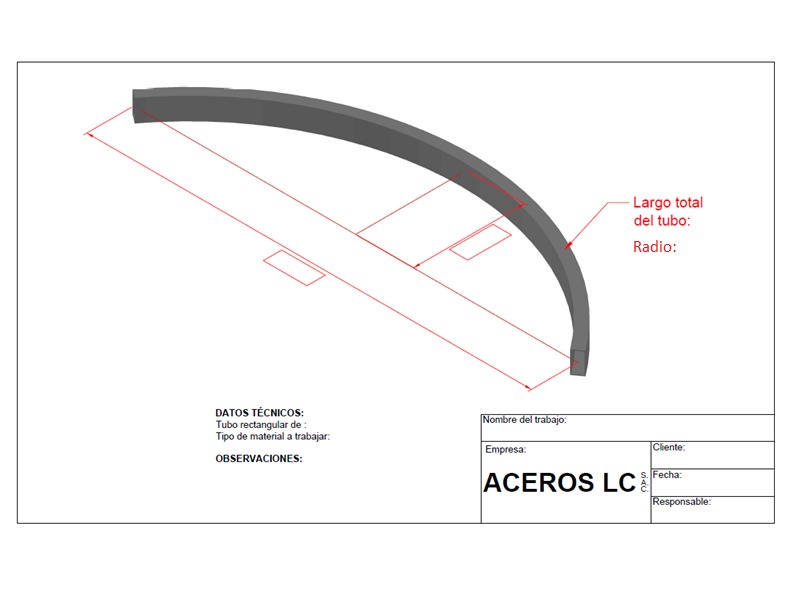 Largo total
del tubo:
Radio:
DATOS TÉCNICOS:
Tubo rectangular de :
Tipo de material a trabajar:
OBSERVACIONES:
Nombre del trabajo:
Empresa:
ACEROS LC S. A. C.
Cliente:
Fecha:
Responsable: